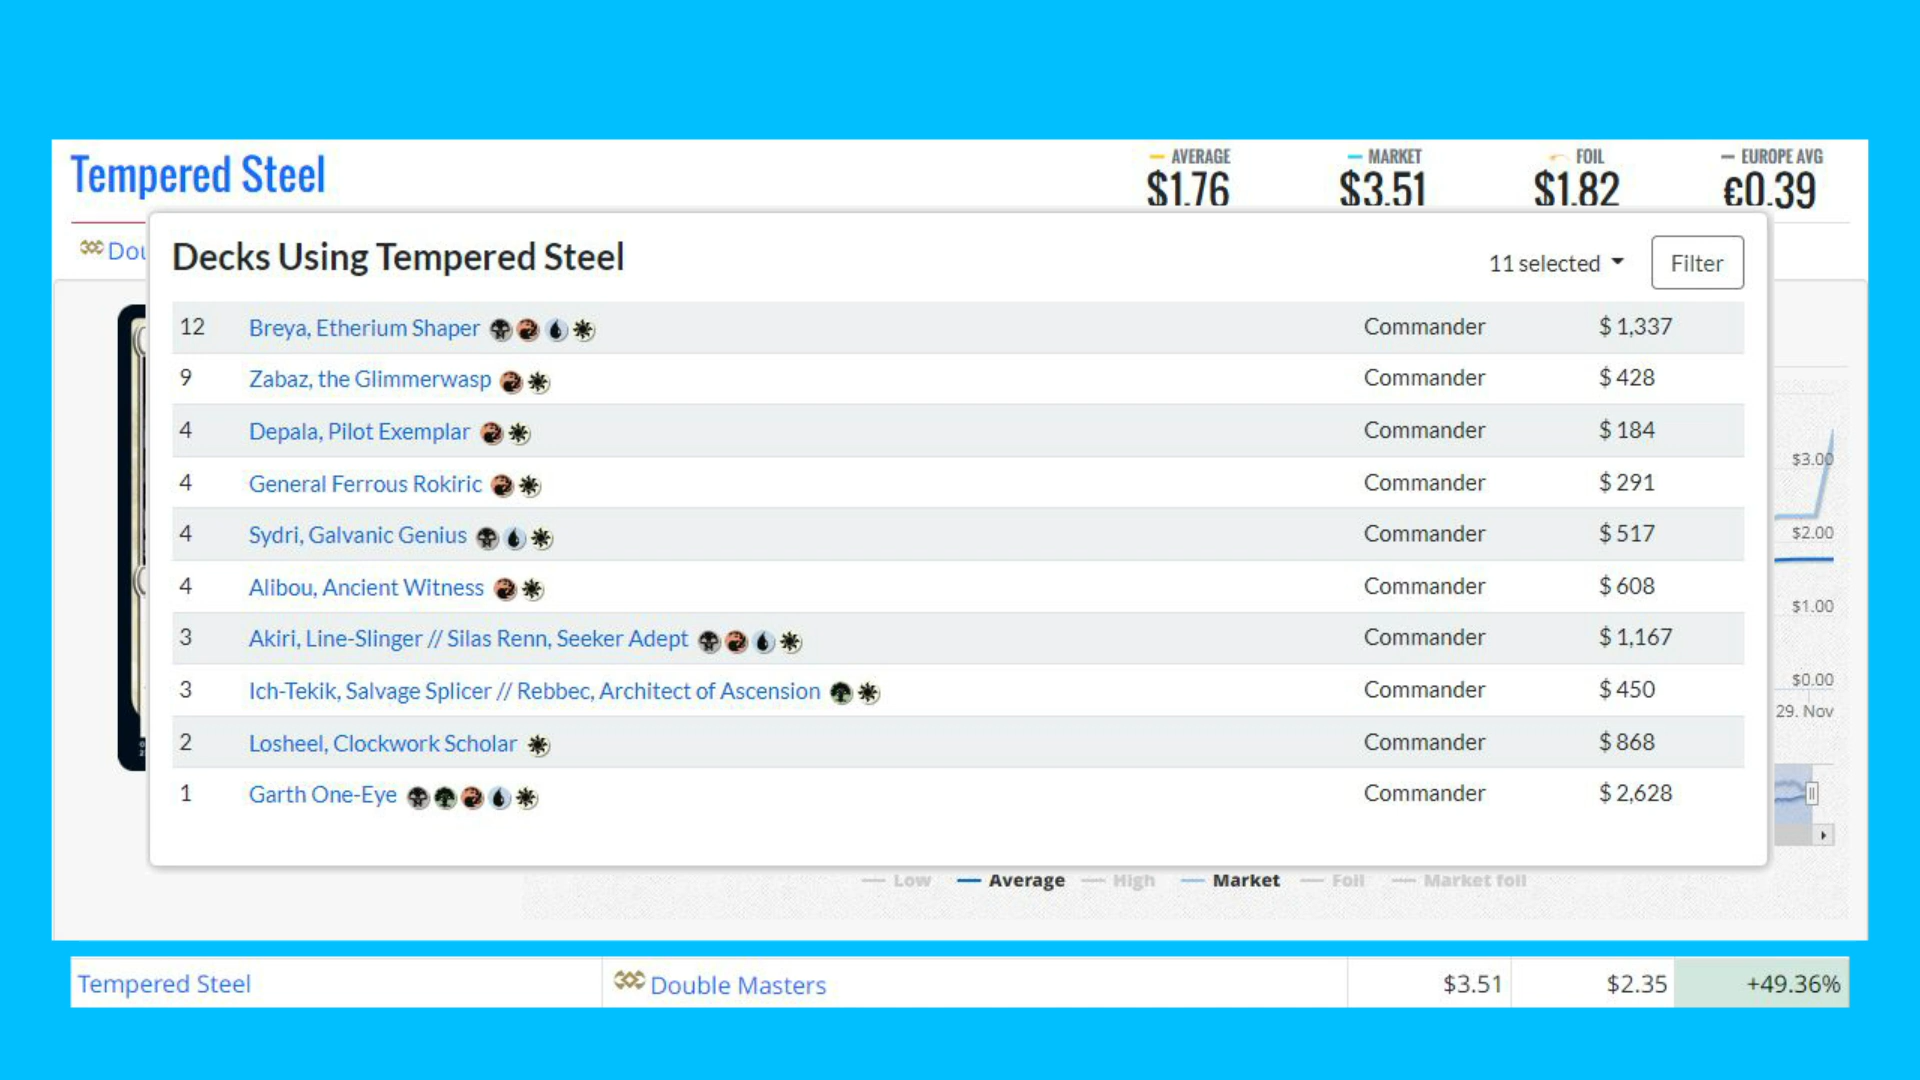 Tempered Steel
AVERAGE MARKET FOIL EUROPE AVG
$1.76 $3.51 $1.82 €0.39
Decks Using Tempered Steel 11 selected Filter
12 Breya, Etherium Shaper Commander $ 1,337
9 Zabaz, the Glimmerwasp Commander $ 428
4 Depala, Pilot Exemplar Commander $ 184
4 General Ferrous Rokiric Commander $ 291
4 Sydri, Galvanic Genius Commander $ 517
4 Alibou, Ancient Witness Commander $ 608
3 Akiri, Line-Slinger // Silas Renn, Seeker Adept Commander $ 1,167
3 Ich-Tekik, Salvage Splicer // Rebbec, Architect of Ascension Commander $ 450
2 Losheel, Clockwork Scholar Commander $ 868
1 Garth One-Eye Commander $ 2,628
$3.00
$2.00
$1.00
$0.00
29. Nov
Low Average High Market Foil Market foil
Tempered Steel Double Masters $3.51 $2.35 +49.36%